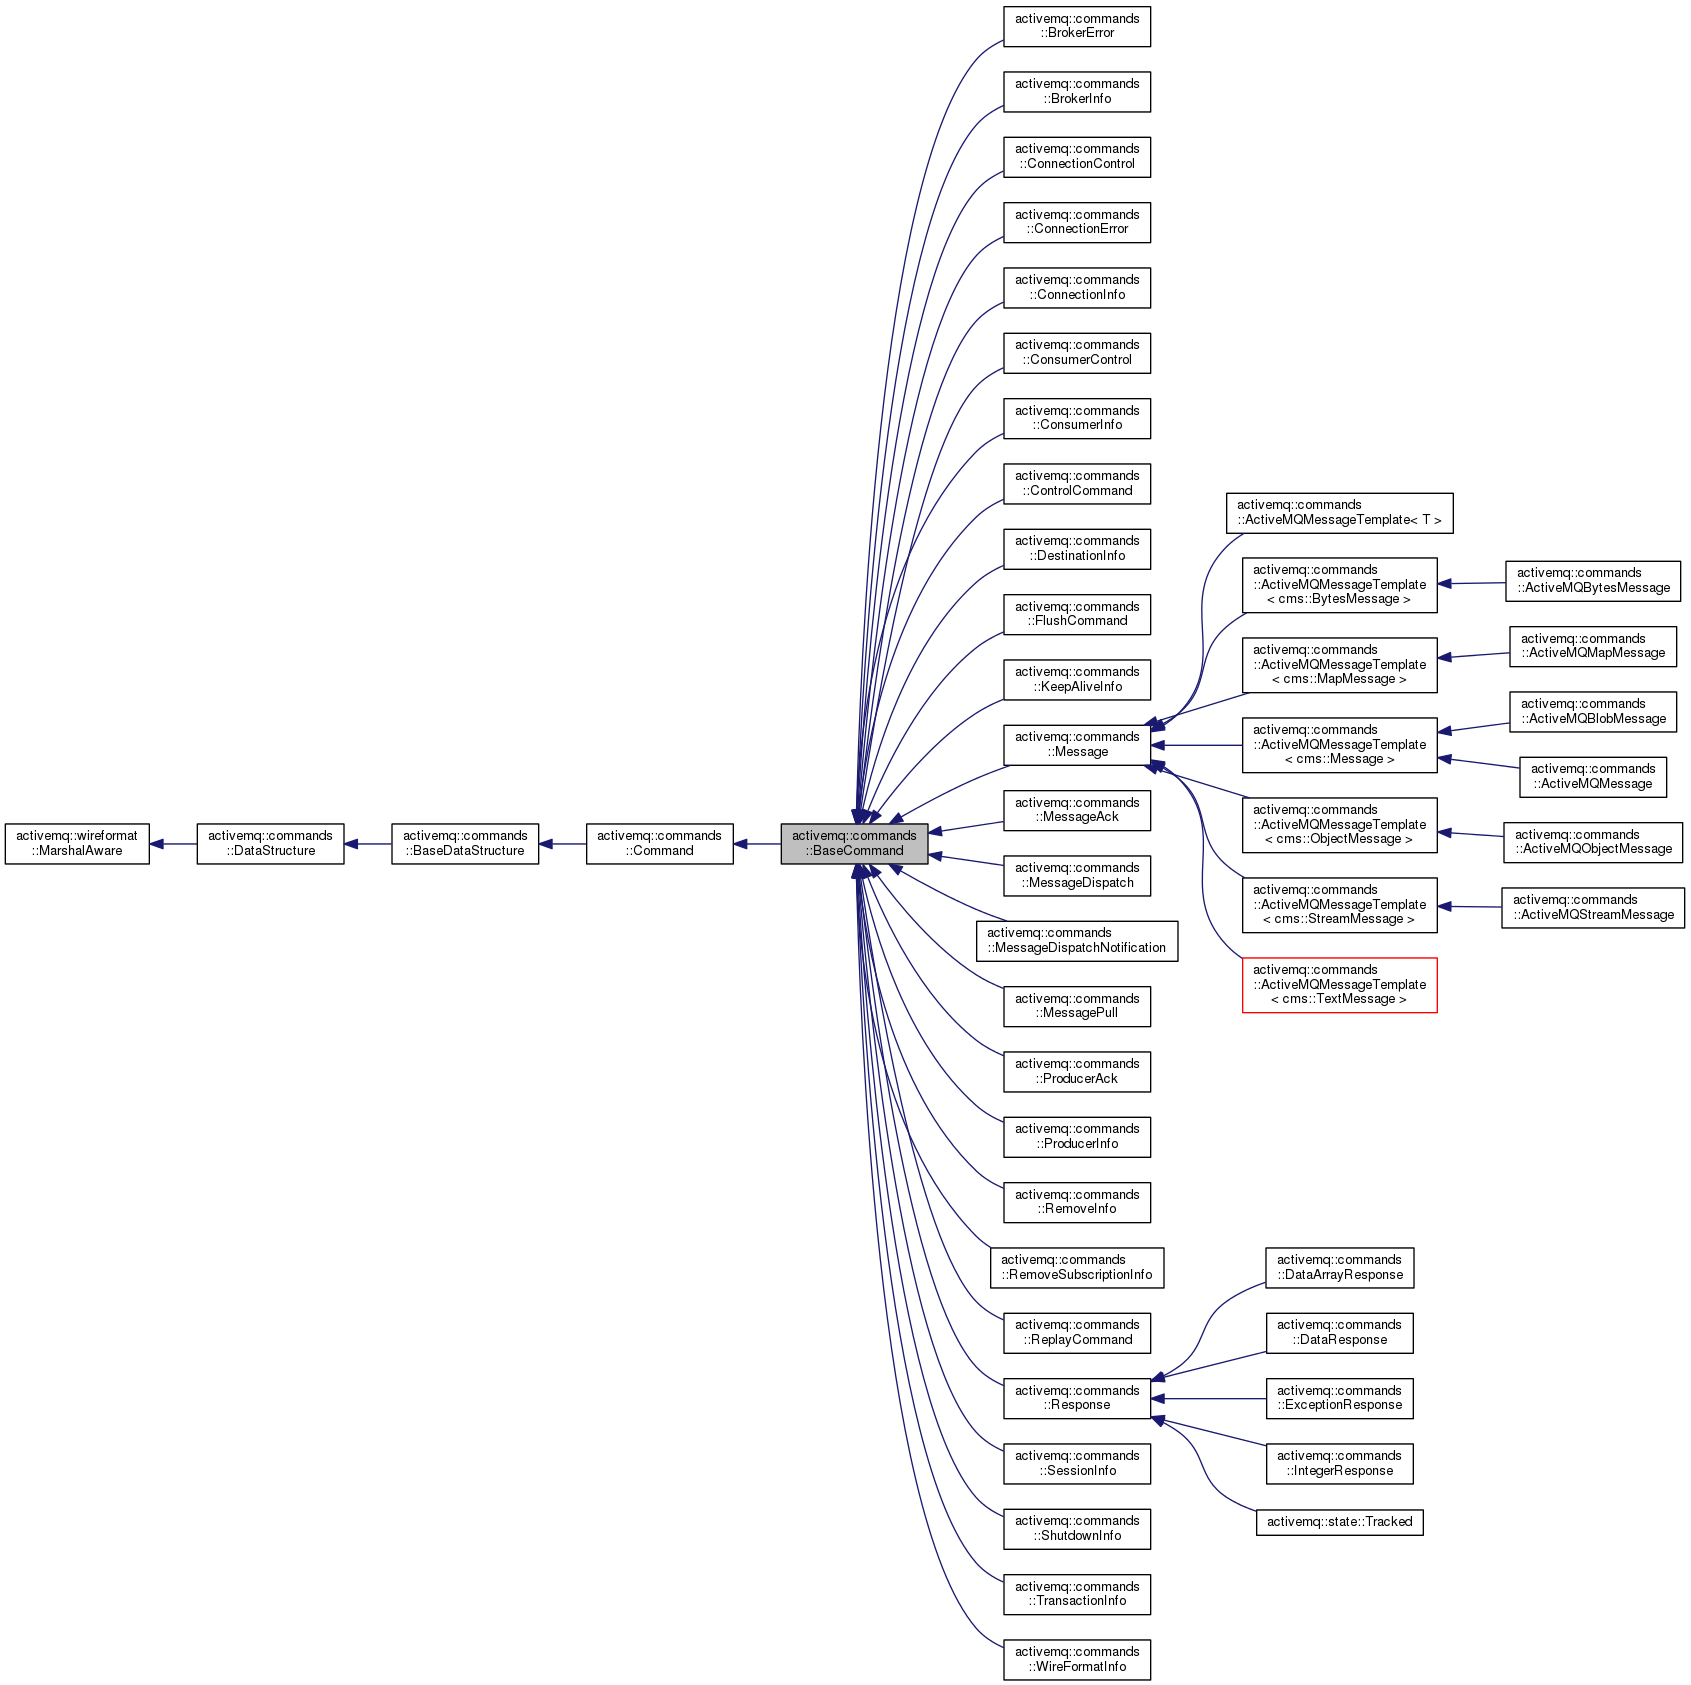 activemq::wireformat
::MarshalAware
activemq::commands
::DataStructure
activemq::commands
::BaseDataStructure
activemq::commands
::Command
activemq::commands
::BaseCommand
activemq::commands
::BrokerError
activemq::commands
::BrokerInfo
activemq::commands
::ConnectionControl
activemq::commands
::ConnectionError
activemq::commands
::ConnectionInfo
activemq::commands
::ConsumerControl
activemq::commands
::ConsumerInfo
activemq::commands
::ControlCommand
activemq::commands
::DestinationInfo
activemq::commands
::FlushCommand
activemq::commands
::KeepAliveInfo
activemq::commands
::Message
activemq::commands
::MessageAck
activemq::commands
::MessageDispatch
activemq::commands
::MessageDispatchNotification
activemq::commands
::MessagePull
activemq::commands
::ProducerAck
activemq::commands
::ProducerInfo
activemq::commands
::RemoveInfo
activemq::commands
::RemoveSubscriptionInfo
activemq::commands
::ReplayCommand
activemq::commands
::Response
activemq::commands
::SessionInfo
activemq::commands
::ShutdownInfo
activemq::commands
::TransactionInfo
activemq::commands
::WireFormatInfo
activemq::commands
::ActiveMQMessageTemplate< T >
activemq::commands
::ActiveMQMessageTemplate
< cms::BytesMessage >
activemq::commands
::ActiveMQMessageTemplate
< cms::MapMessage >
activemq::commands
::ActiveMQMessageTemplate
< cms::Message >
activemq::commands
::ActiveMQMessageTemplate
< cms::ObjectMessage >
activemq::commands
::ActiveMQMessageTemplate
< cms::StreamMessage >
activemq::commands
::ActiveMQMessageTemplate
< cms::TextMessage >
activemq::commands
::DataArrayResponse
activemq::commands
::DataResponse
activemq::commands
::ExceptionResponse
activemq::commands
::IntegerResponse
activemq::state::Tracked
activemq::commands
::ActiveMQBytesMessage
activemq::commands
::ActiveMQMapMessage
activemq::commands
::ActiveMQBlobMessage
activemq::commands
::ActiveMQMessage
activemq::commands
::ActiveMQObjectMessage
activemq::commands
::ActiveMQStreamMessage